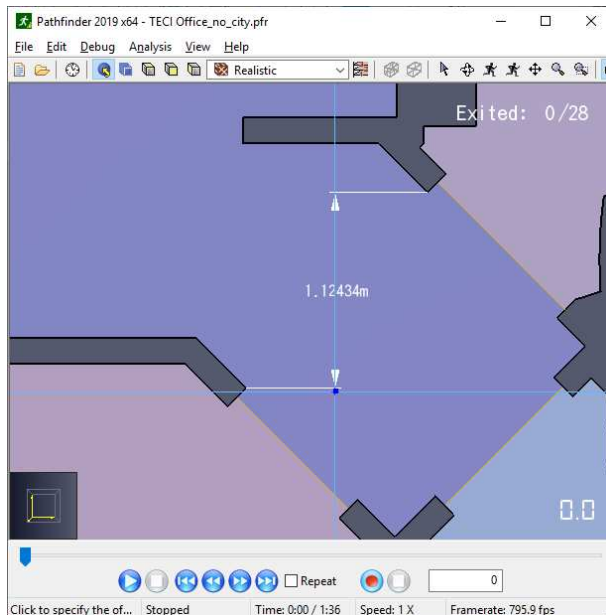 Pathfinder 2019 x64 - TECI Office_no_city.pfr
File Edit Debug Analysis View Help
Realistic
Exited: 0/28
1.12434m
0.0
Repeat
0
Click to specify the of... Stopped Time: 0:00 / 1:36 Speed: 1 X Framerate: 795.9 fps